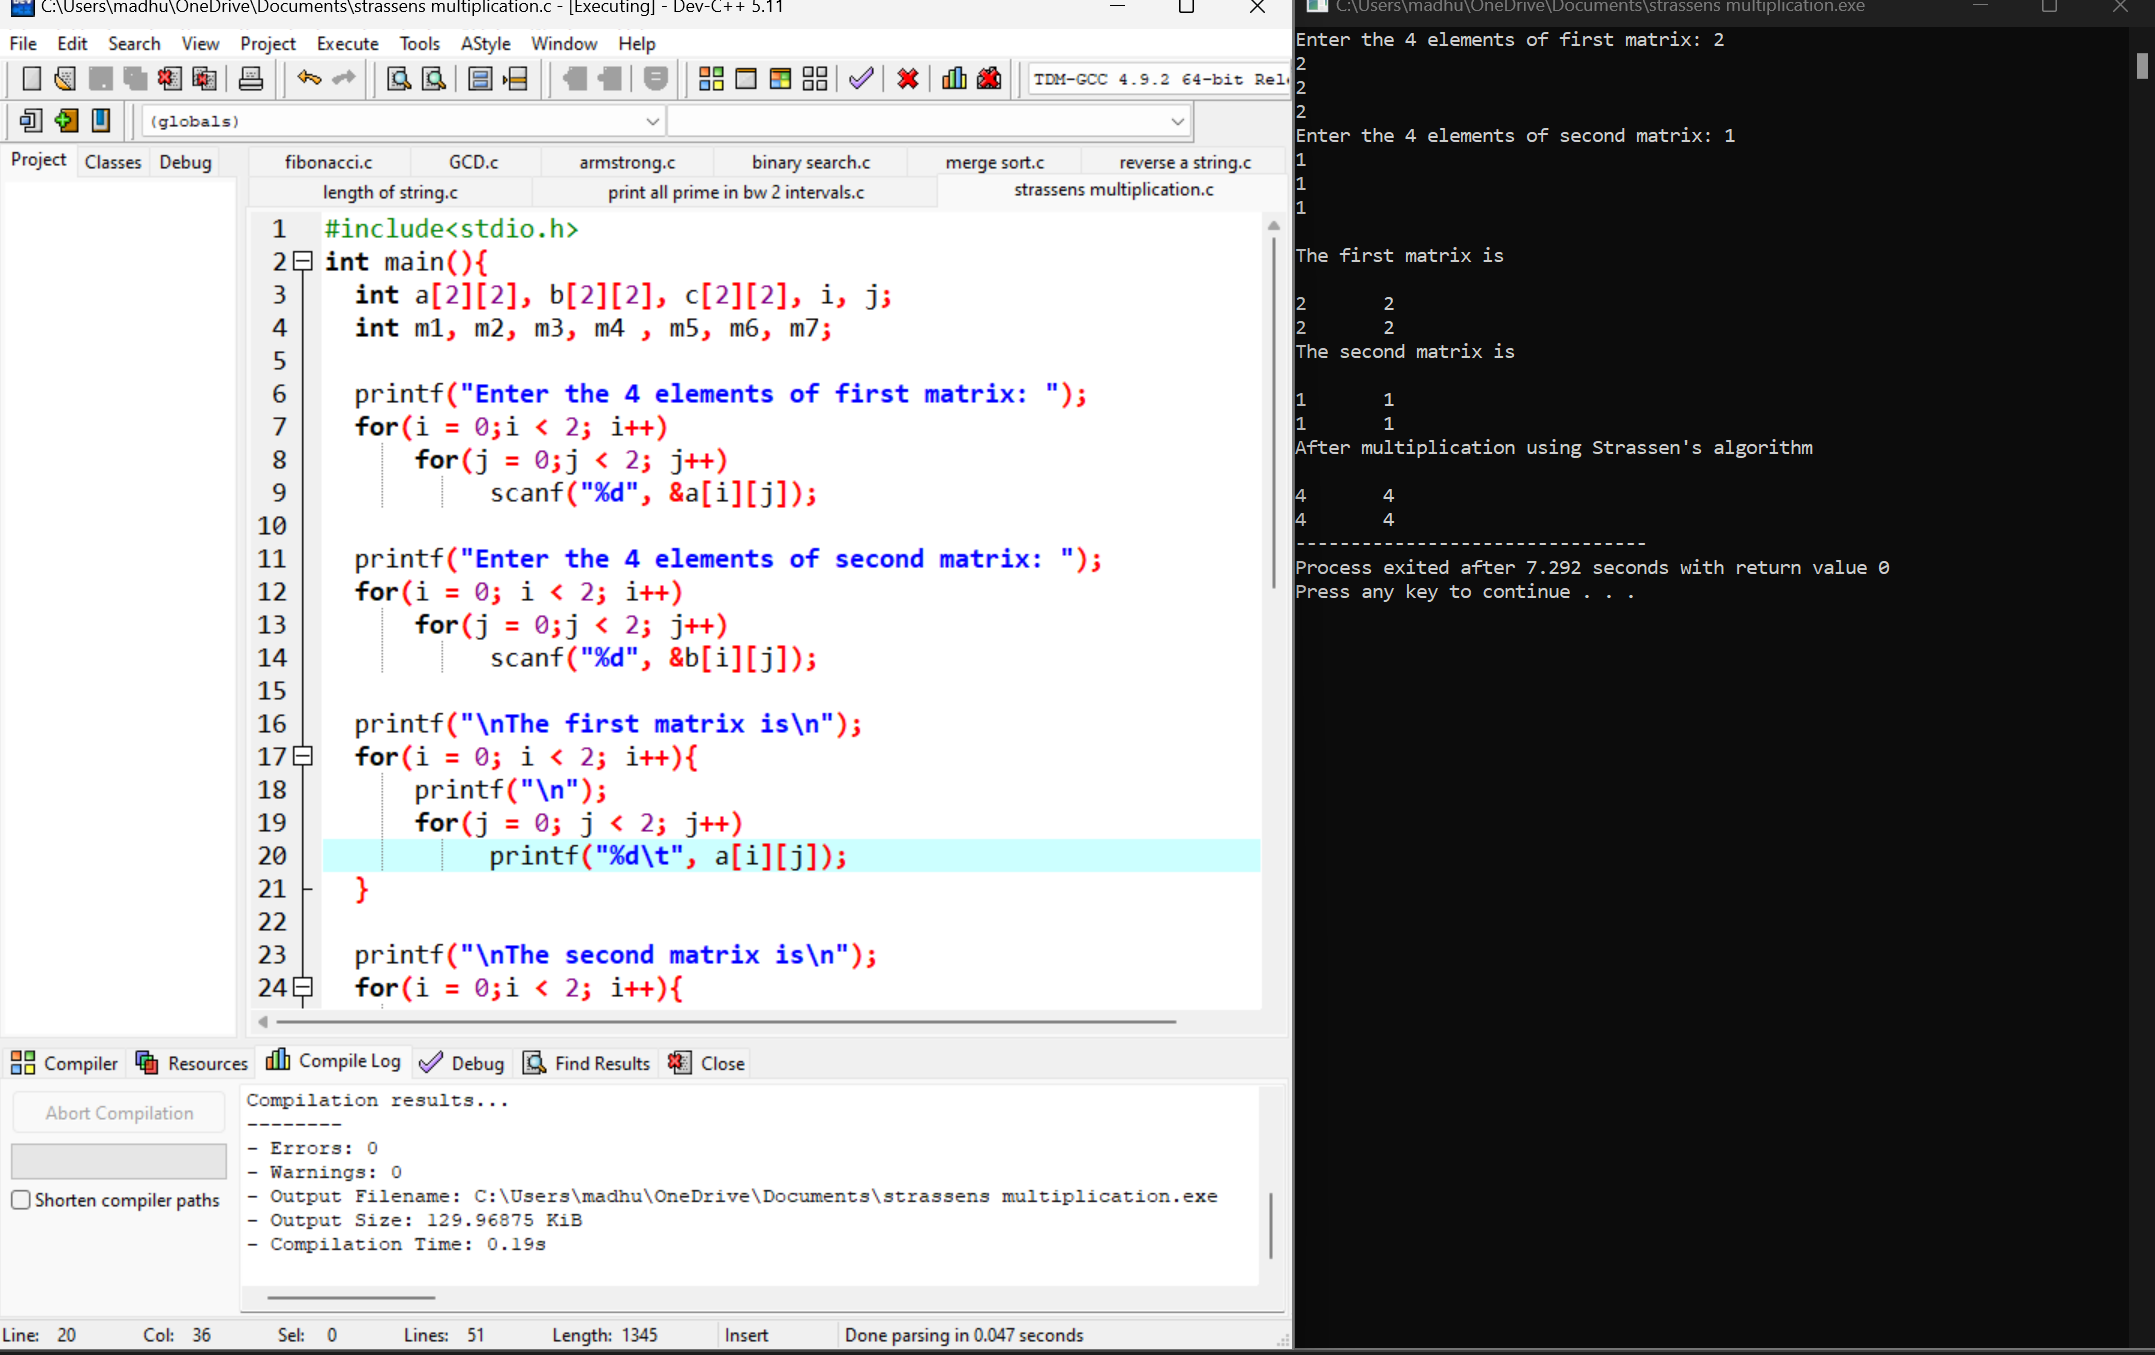 C:\Users\madhu\OneDrive\Documents\strassens multiplication.c - [Executing] - Dev-C++ 5.11
File Edit Search View Project Execute Tools AStyle Window Help
TDM-GCC 4.9.2 64-bit Rel
(globals)
Project Classes Debug
fibonacci.c GCD.c armstrong.c binary search.c merge sort.c reverse a string.c
length of string.c print all prime in bw 2 intervals.c strassens multiplication.c
1 #include<stdio.h>
2 int main(){
3 int a[2][2], b[2][2], c[2][2], i, j;
4 int m1, m2, m3, m4 , m5, m6, m7;
5
6 printf("Enter the 4 elements of first matrix: ");
7 for(i = 0;i < 2; i++)
8 for(j = 0;j < 2; j++)
9 scanf("%d", &a[i][j]);
10
11 printf("Enter the 4 elements of second matrix: ");
12 for(i = 0; i < 2; i++)
13 for(j = 0;j < 2; j++)
14 scanf("%d", &b[i][j]);
15
16 printf("\nThe first matrix is\n");
17 for(i = 0; i < 2; i++){
18 printf("\n");
19 for(j = 0; j < 2; j++)
20 printf("%d\t", a[i][j]);
21 }
22
23 printf("\nThe second matrix is\n");
24 for(i = 0;i < 2; i++){
Compiler Resources Compile Log Debug Find Results Close
Abort Compilation
Shorten compiler paths
Compilation results...
--------
- Errors: 0
- Warnings: 0
- Output Filename: C:\Users\madhu\OneDrive\Documents\strassens multiplication.exe
- Output Size: 129.96875 KiB
- Compilation Time: 0.19s
Line: 20 Col: 36 Sel: 0 Lines: 51 Length: 1345 Insert Done parsing in 0.047 seconds
C:\Users\madhu\OneDrive\Documents\strassens multiplication.exe
Enter the 4 elements of first matrix: 2
2
2
2
Enter the 4 elements of second matrix: 1
1
1
1
The first matrix is
2 2
2 2
The second matrix is
1 1
1 1
After multiplication using Strassen's algorithm
4 4
4 4
--------------------------------
Process exited after 7.292 seconds with return value 0
Press any key to continue . . .